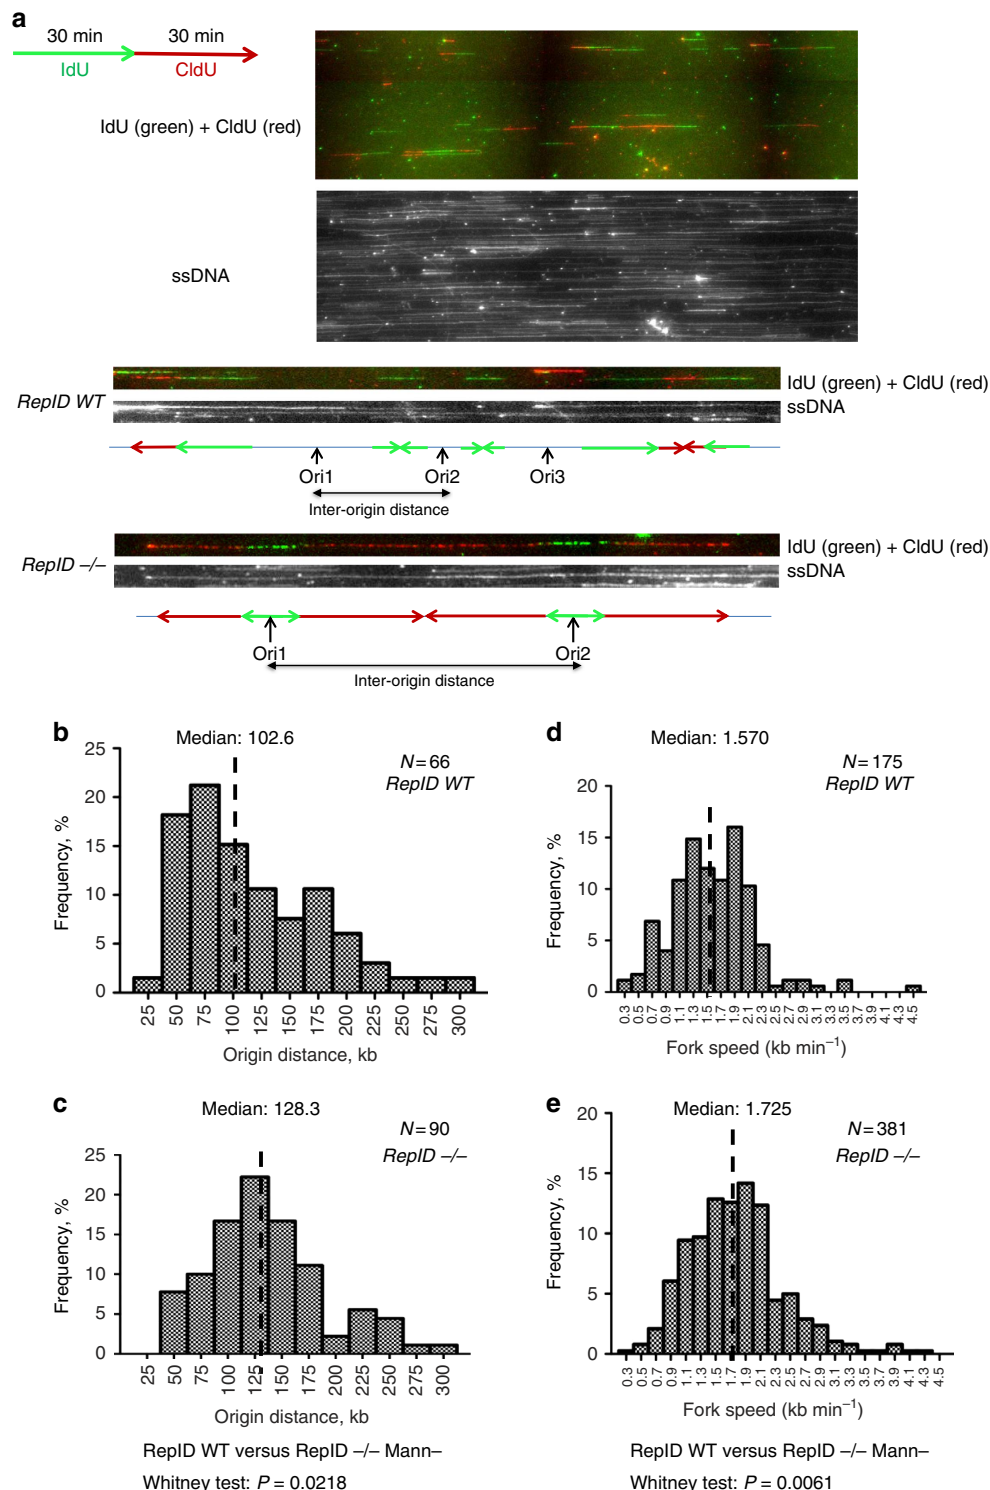 a
30 min 30 min
IdU CldU
IdU (green) + CldU (red)
ssDNA
RepID WT
IdU (green) + CldU (red)
ssDNA
Ori1 Ori2 Ori3
Inter-origin distance
RepID –/–
IdU (green) + CldU (red)
ssDNA
Ori1 Ori2
Inter-origin distance
b
Median: 102.6
N=66
RepID WT
Frequency, %
25
20
15
10
5
0
25 50 75 100 125 150 175 200 225 250 275 300
Origin distance, kb
d
Median: 1.570
N=175
RepID WT
Frequency, %
20
15
10
5
0
0.3 0.5 0.7 0.9 1.1 1.3 1.5 1.7 1.9 2.1 2.3 2.5 2.7 2.9 3.1 3.3 3.5 3.7 3.9 4.1 4.3 4.5
Fork speed (kb min⁻¹)
c
Median: 128.3
N=90
RepID –/–
Frequency, %
25
20
15
10
5
0
25 50 75 100 125 150 175 200 225 250 275 300
Origin distance, kb
RepID WT versus RepID –/– Mann–
Whitney test: P = 0.0218
e
Median: 1.725
N=381
RepID –/–
Frequency, %
20
15
10
5
0
0.3 0.5 0.7 0.9 1.1 1.3 1.5 1.7 1.9 2.1 2.3 2.5 2.7 2.9 3.1 3.3 3.5 3.7 3.9 4.1 4.3 4.5
Fork speed (kb min⁻¹)
RepID WT versus RepID –/– Mann–
Whitney test: P = 0.0061